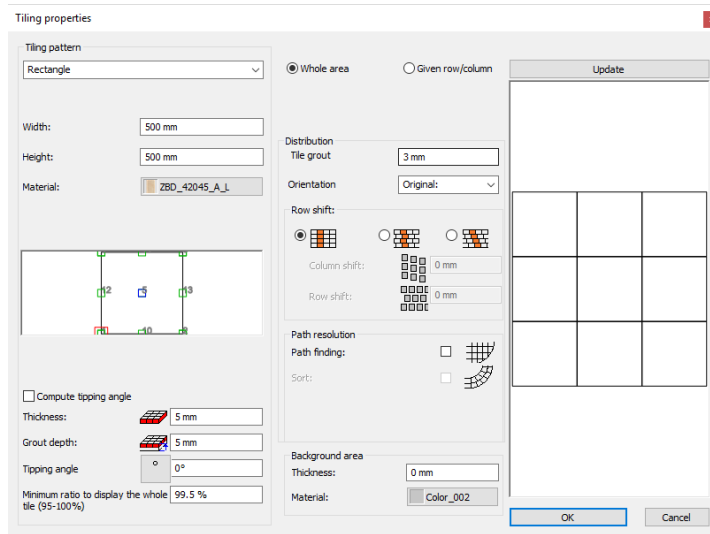 Tiling properties
Tiling pattern
Rectangle
Whole area
Given row/column
Update
Width:
500 mm
Height:
500 mm
Material:
ZBD_42045_A_L
Distribution
Tile grout
3 mm
Orientation
Original:
Row shift:
Column shift:
0 mm
Row shift:
0 mm
12
5
13
10
Path resolution
Path finding:
Sort:
Compute tipping angle
Thickness:
5 mm
Grout depth:
5 mm
Tipping angle
°
0°
Minimum ratio to display the whole
tile (95-100%)
99.5 %
Background area
Thickness:
0 mm
Material:
Color_002
OK
Cancel